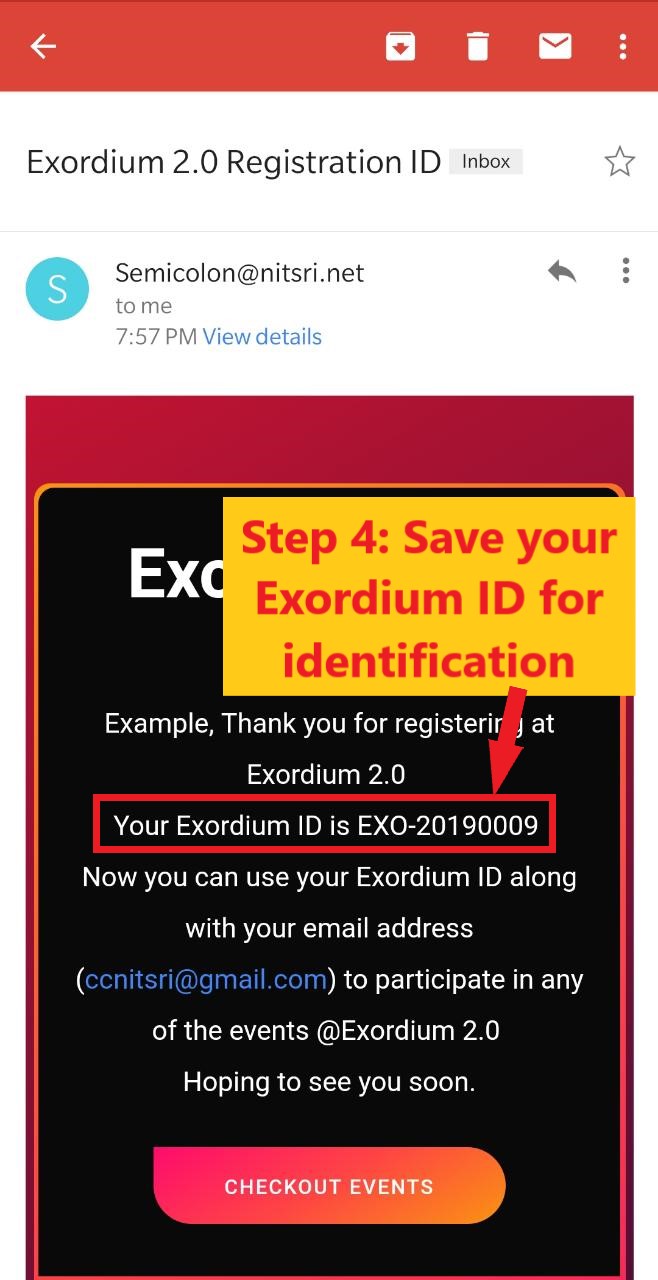 Exordium 2.0 Registration ID Inbox
S
Semicolon@nitsri.net
to me
7:57 PM View details
Step 4: Save your
Exordium ID for
identification
Example, Thank you for registering at
Exordium 2.0
Your Exordium ID is EXO-20190009
Now you can use your Exordium ID along
with your email address
(ccnitsri@gmail.com) to participate in any
of the events @Exordium 2.0
Hoping to see you soon.
CHECKOUT EVENTS